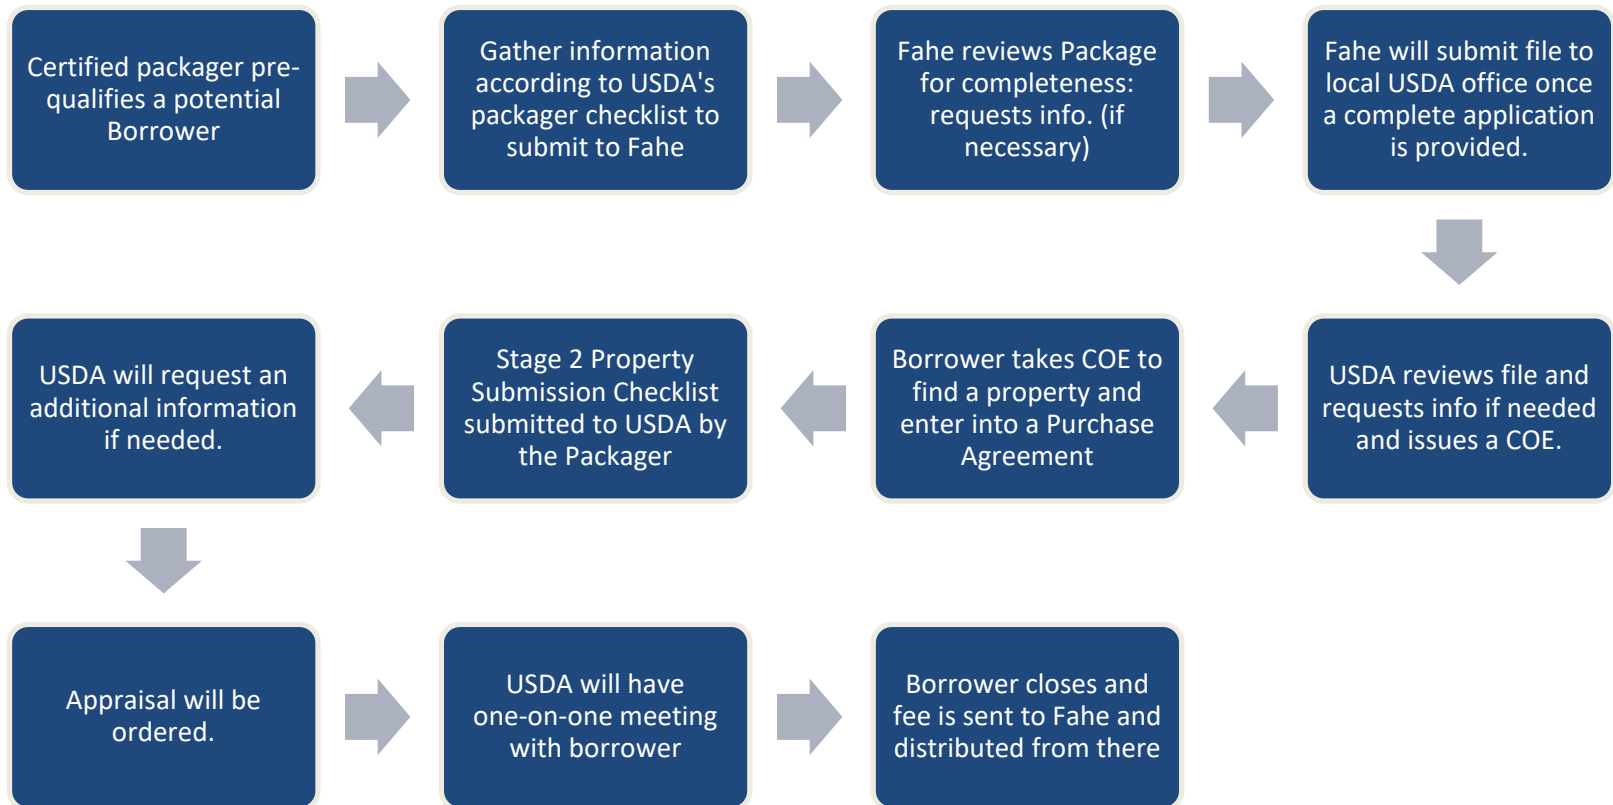 Certified packager pre-
qualifies a potential
Borrower
Gather information
according to USDA's
packager checklist to
submit to Fahe
Fahe reviews Package
for completeness:
requests info. (if
necessary)
Fahe will submit file to
local USDA office once
a complete application
is provided.
USDA reviews file and
requests info if needed
and issues a COE.
Borrower takes COE to
find a property and
enter into a Purchase
Agreement
Stage 2 Property
Submission Checklist
submitted to USDA by
the Packager
USDA will request an
additional information
if needed.
Appraisal will be
ordered.
USDA will have
one-on-one meeting
with borrower
Borrower closes and
fee is sent to Fahe and
distributed from there